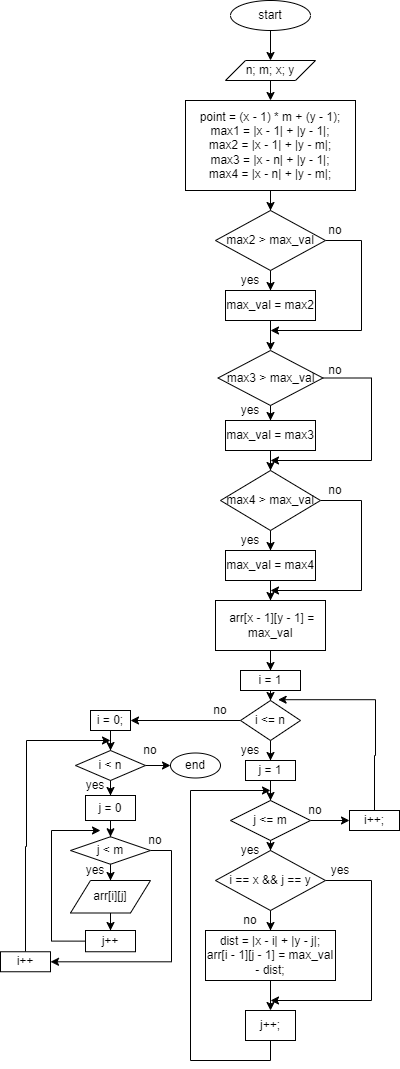 start
n; m; x; y
point = (x - 1) * m + (y - 1);
max1 = |x - 1| + |y - 1|;
max2 = |x - 1| + |y - m|;
max3 = |x - n| + |y - 1|;
max4 = |x - n| + |y - m|;
max2 > max_val
no
yes
max_val = max2
max3 > max_val
no
yes
max_val = max3
max4 > max_val
no
yes
max_val = max4
arr[x - 1][y - 1] =
max_val
i = 1
i <= n
no
yes
j = 1
j <= m
no
i++;
yes
i == x && j == y
yes
no
dist = |x - i| + |y - j|;
arr[i - 1][j - 1] = max_val
- dist;
j++;
i = 0;
i < n
no
end
yes
j = 0
j < m
no
yes
arr[i][j]
j++
i++